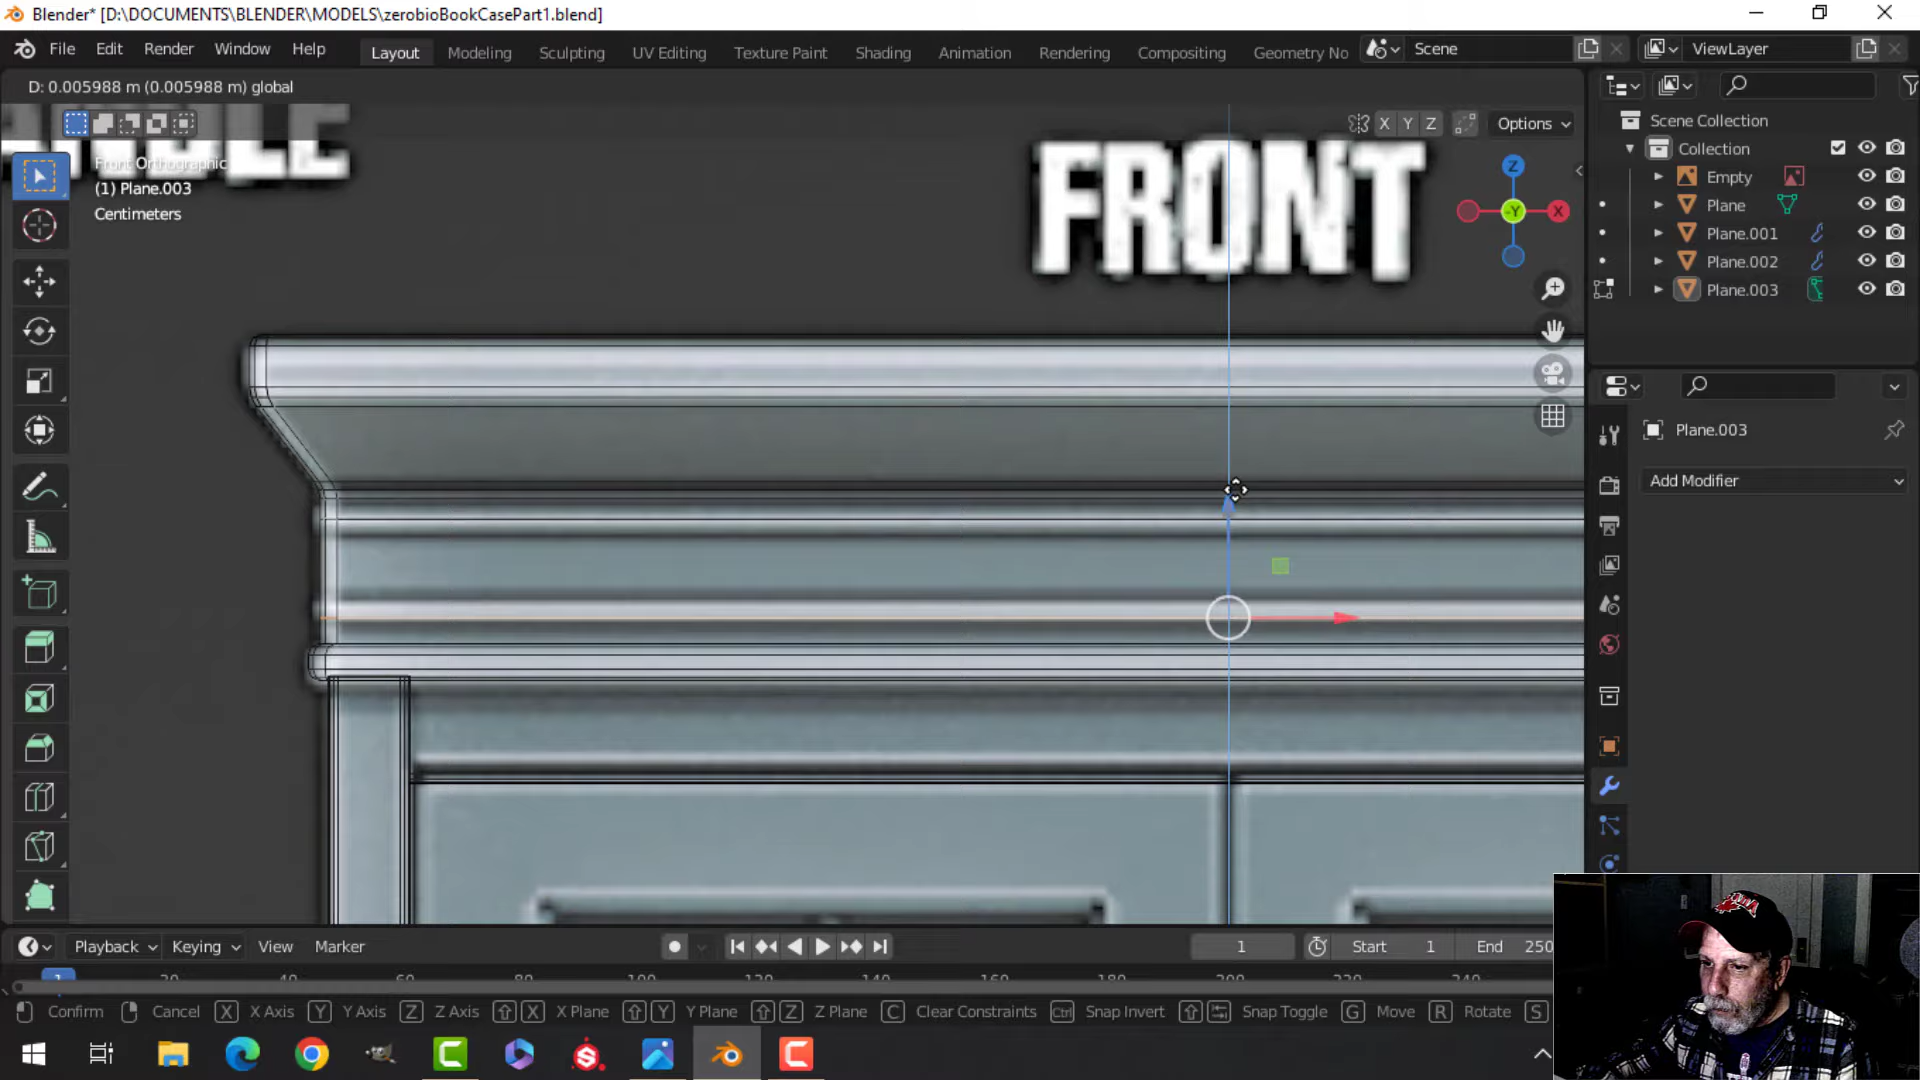 Blender* [D:\DOCUMENTS\BLENDER\MODELS\zerobioBookCasePart1.blend]
File Edit Render Window Help Layout Modeling Sculpting UV Editing Texture Paint Shading Animation Rendering Compositing Geometry No Scene ViewLayer
D: 0.005988 m (0.005988 m) global
X Y Z Options
Scene Collection
Collection
Front Orthographic
(1) Plane.003
Centimeters
FRONT
Z
-Y X
Empty
Plane
Plane.001
Plane.002
Plane.003
Plane.003
Add Modifier
Playback Keying View Marker 1 Start 1 End 250
Confirm Cancel X X Axis Y Y Axis Z Z Axis X X Plane Y Y Plane Z Z Plane C Clear Constraints Ctrl Snap Invert Snap Toggle G Move R Rotate S